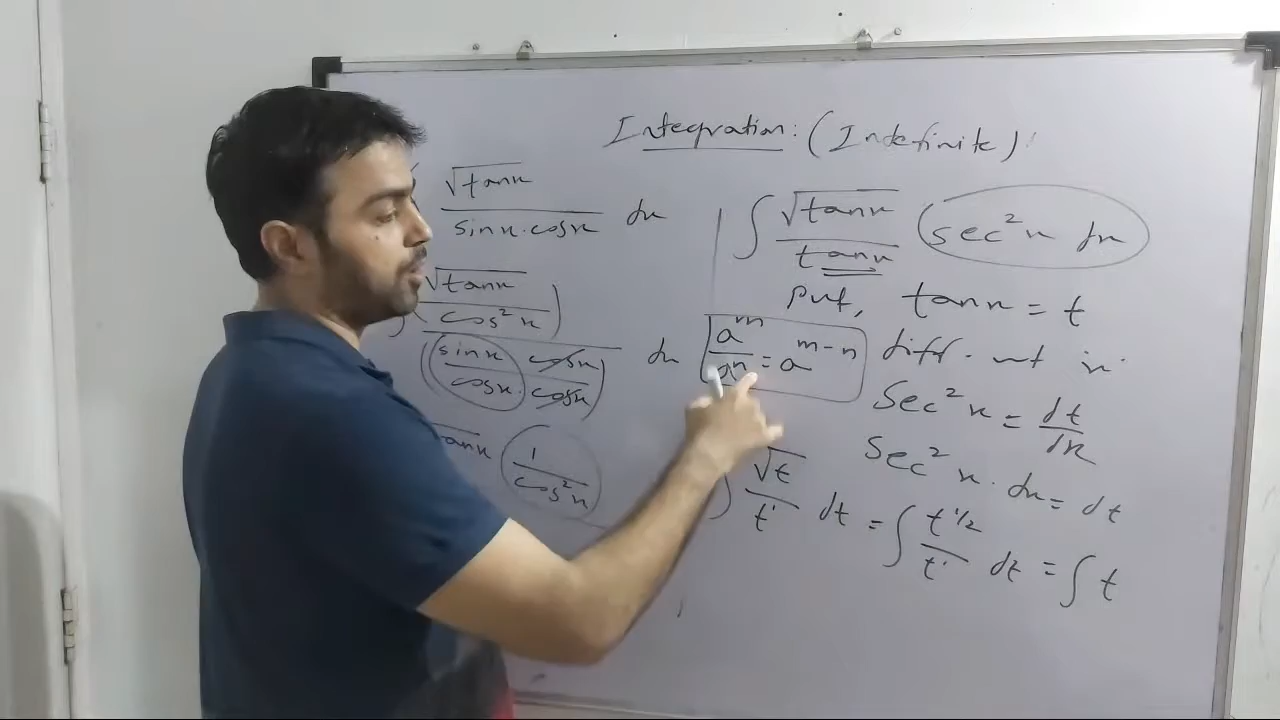 Integration: (Indefinite)
√tanx / sinx.cosx dx
√tanx / cos²x
sinx cosx / cosx. cosx dx
tanx 1/cos²x
∫ √tanx / tanx (sec²x dx)
Put, tanx = t
diff. wrt x.
a^m / a^n = a^m-n
Sec²x = dt/dx
Sec²x. dx = dt
∫ √t / t¹ dt = ∫ t^1/2 / t¹ dt = ∫ t